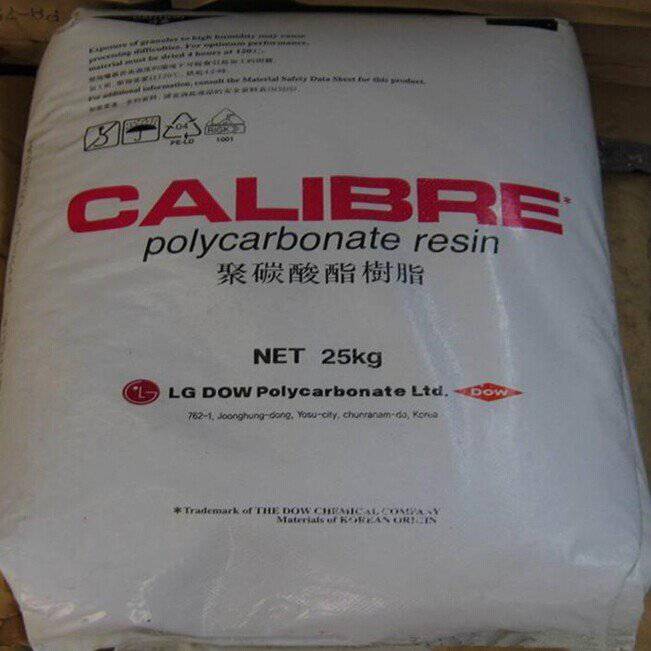 Exposure of granules to high humidity may cause
processing difficulties. For optimum performance,
material must be dried 4 hours at 120°C.
For additional information, consult the Material Safety Data Sheet for this product.
04
PE-LD
1001
CALIBRE*
polycarbonate resin
聚碳酸酯樹脂
NET 25kg
LG LG DOW Polycarbonate Ltd. DOW
762-1, Joonghung-dong, Yosu-city, chunranam-do, Korea
*Trademark of THE DOW CHEMICAL COMPANY
Materials of KOREAN ORIGIN